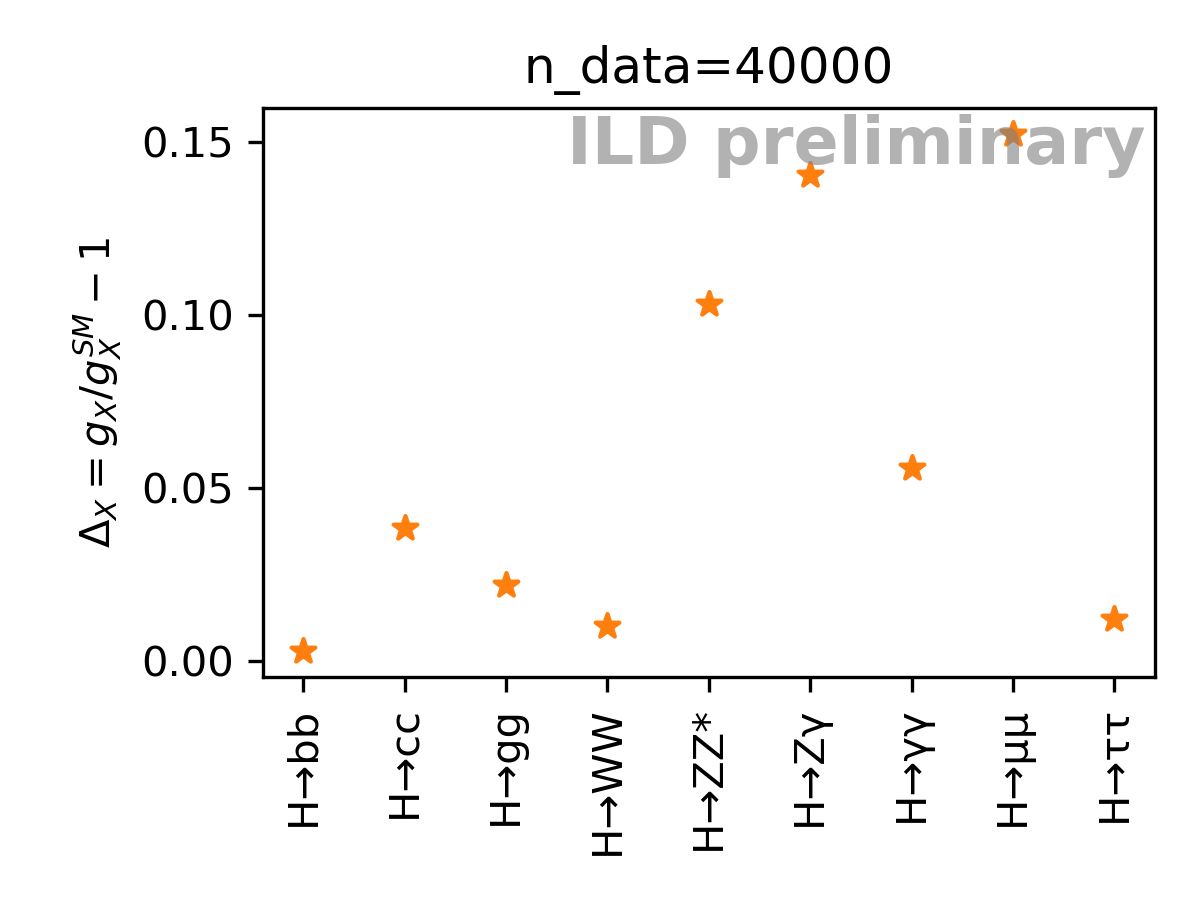 n_data=40000
ILD preliminary
Δ_X = g_X/g_X^{SM} − 1
0.15
0.10
0.05
0.00
H→bb
H→cc
H→gg
H→WW
H→ZZ*
H→Zγ
H→γγ
H→μμ
H→ττ